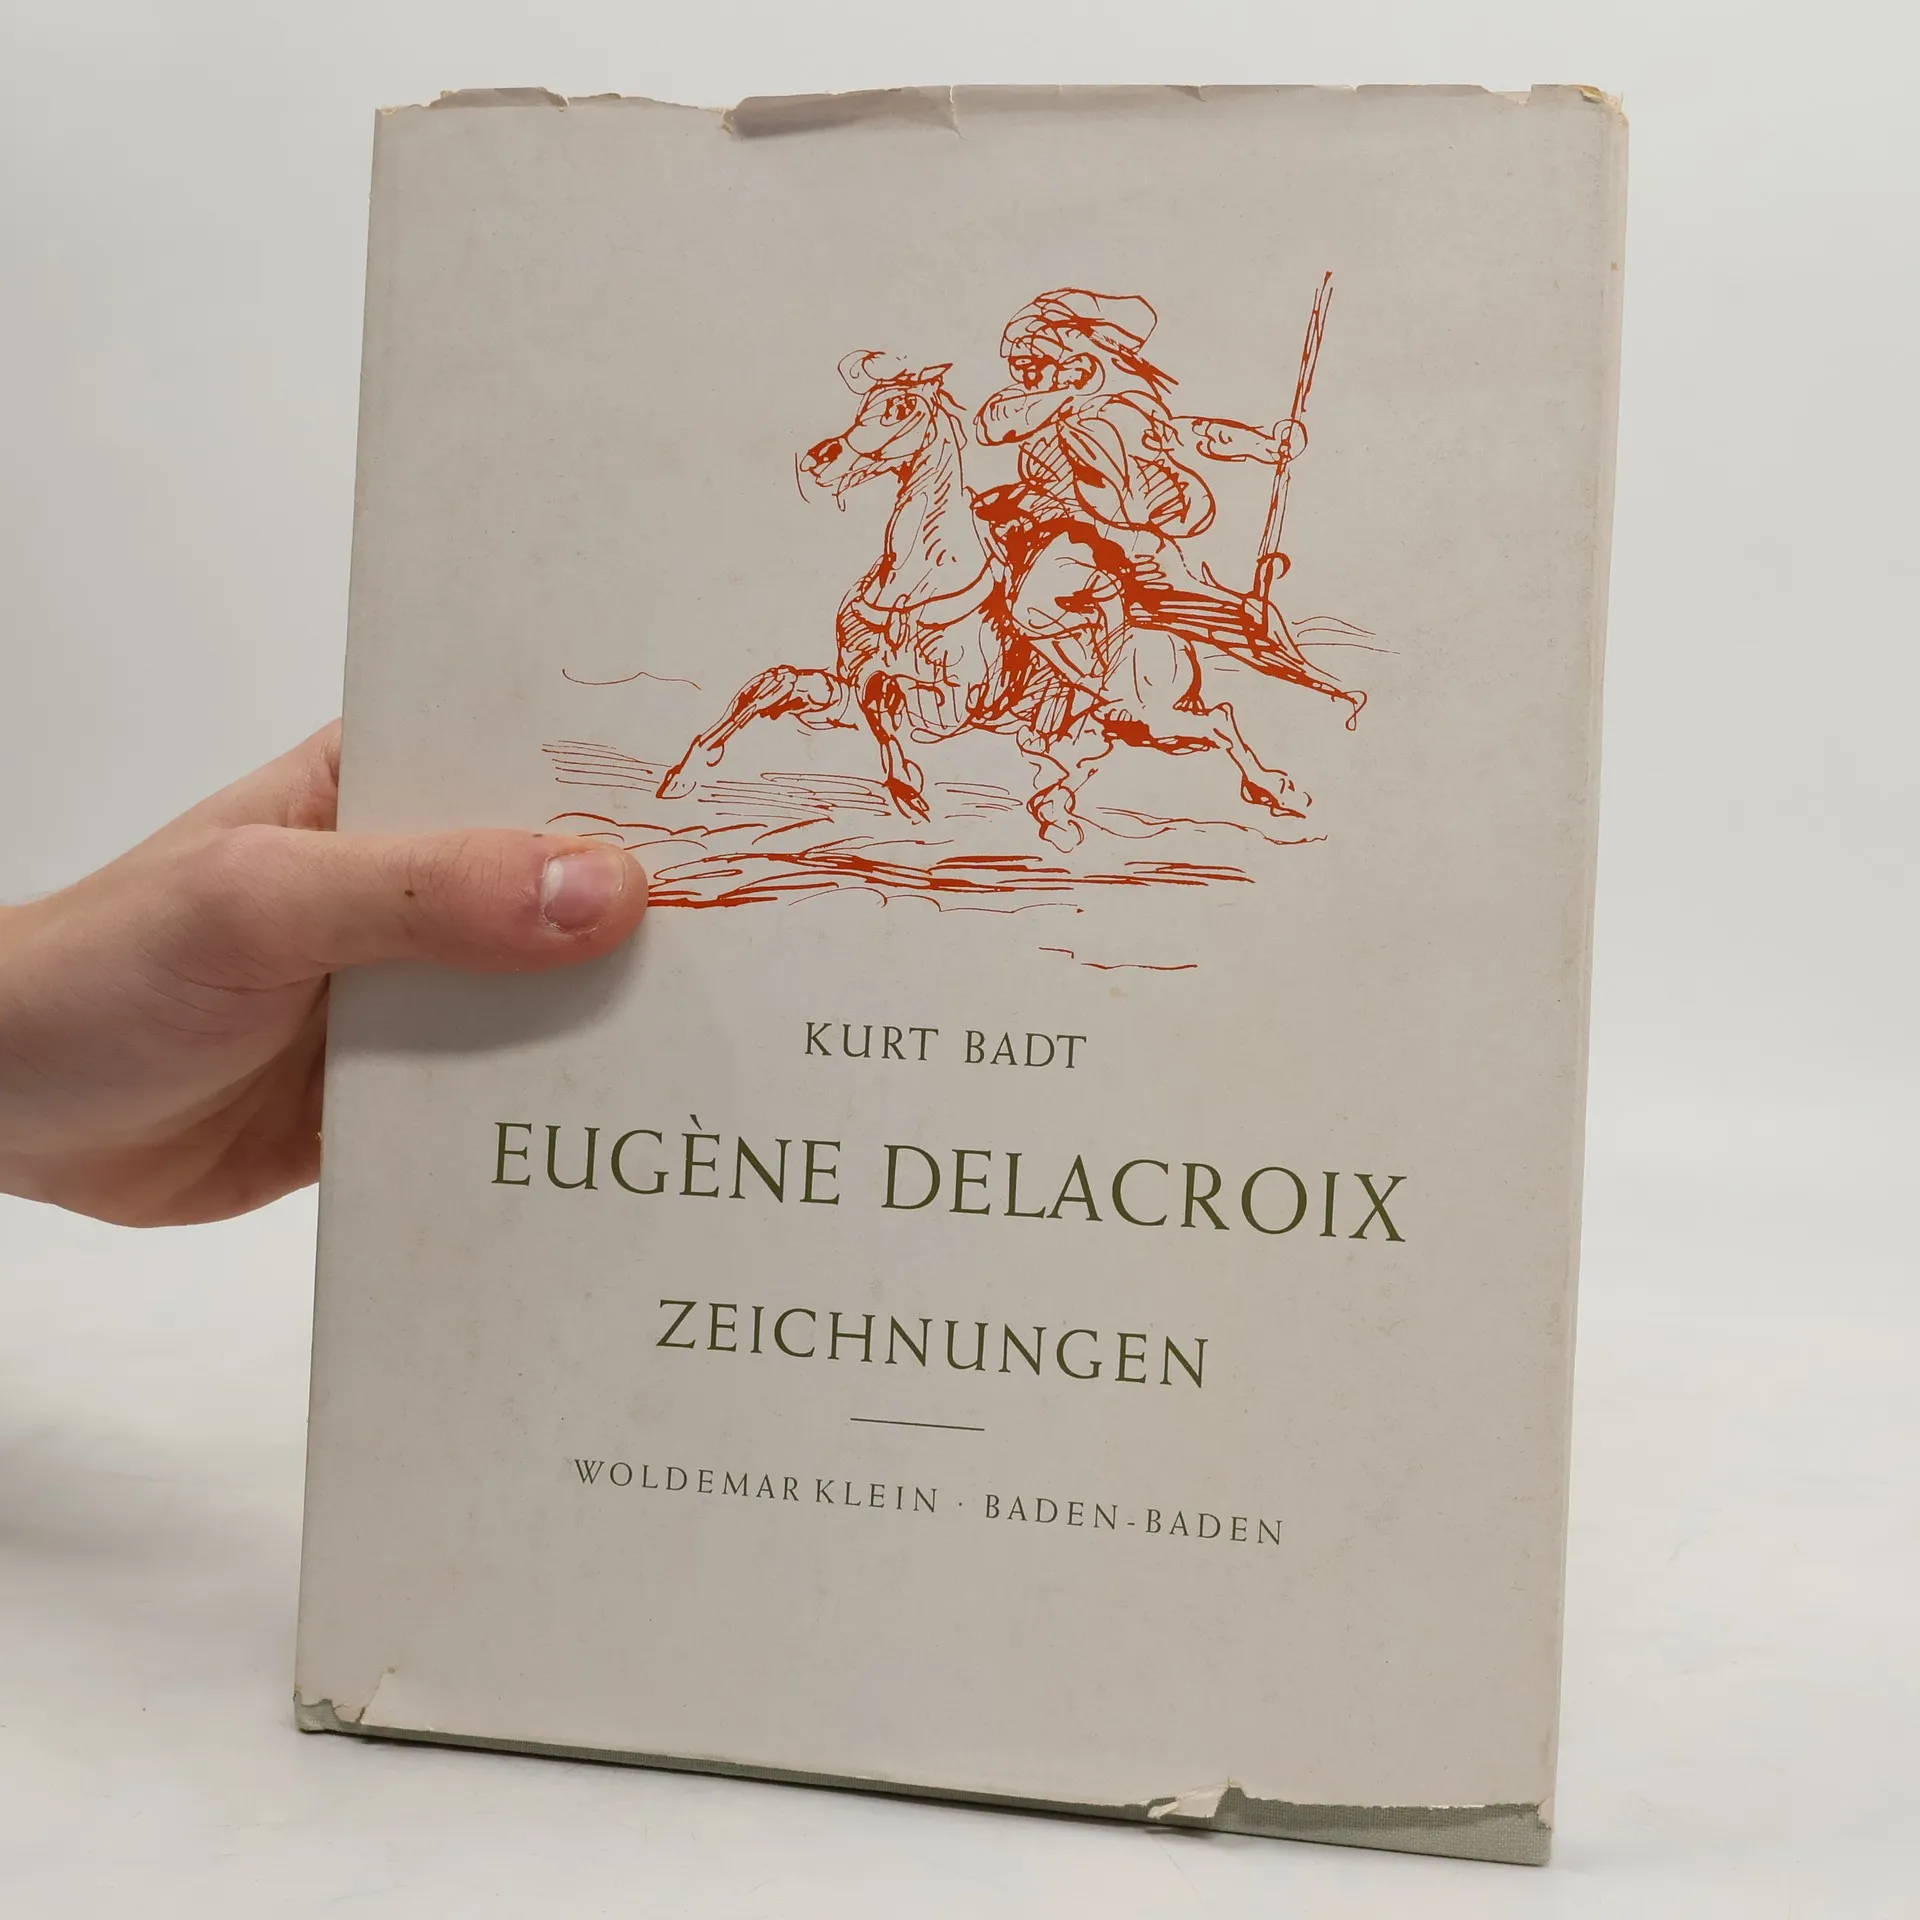 KURT BADT
EUGÈNE DELACROIX
ZEICHNUNGEN
WOLDEMAR KLEIN · BADEN-BADEN